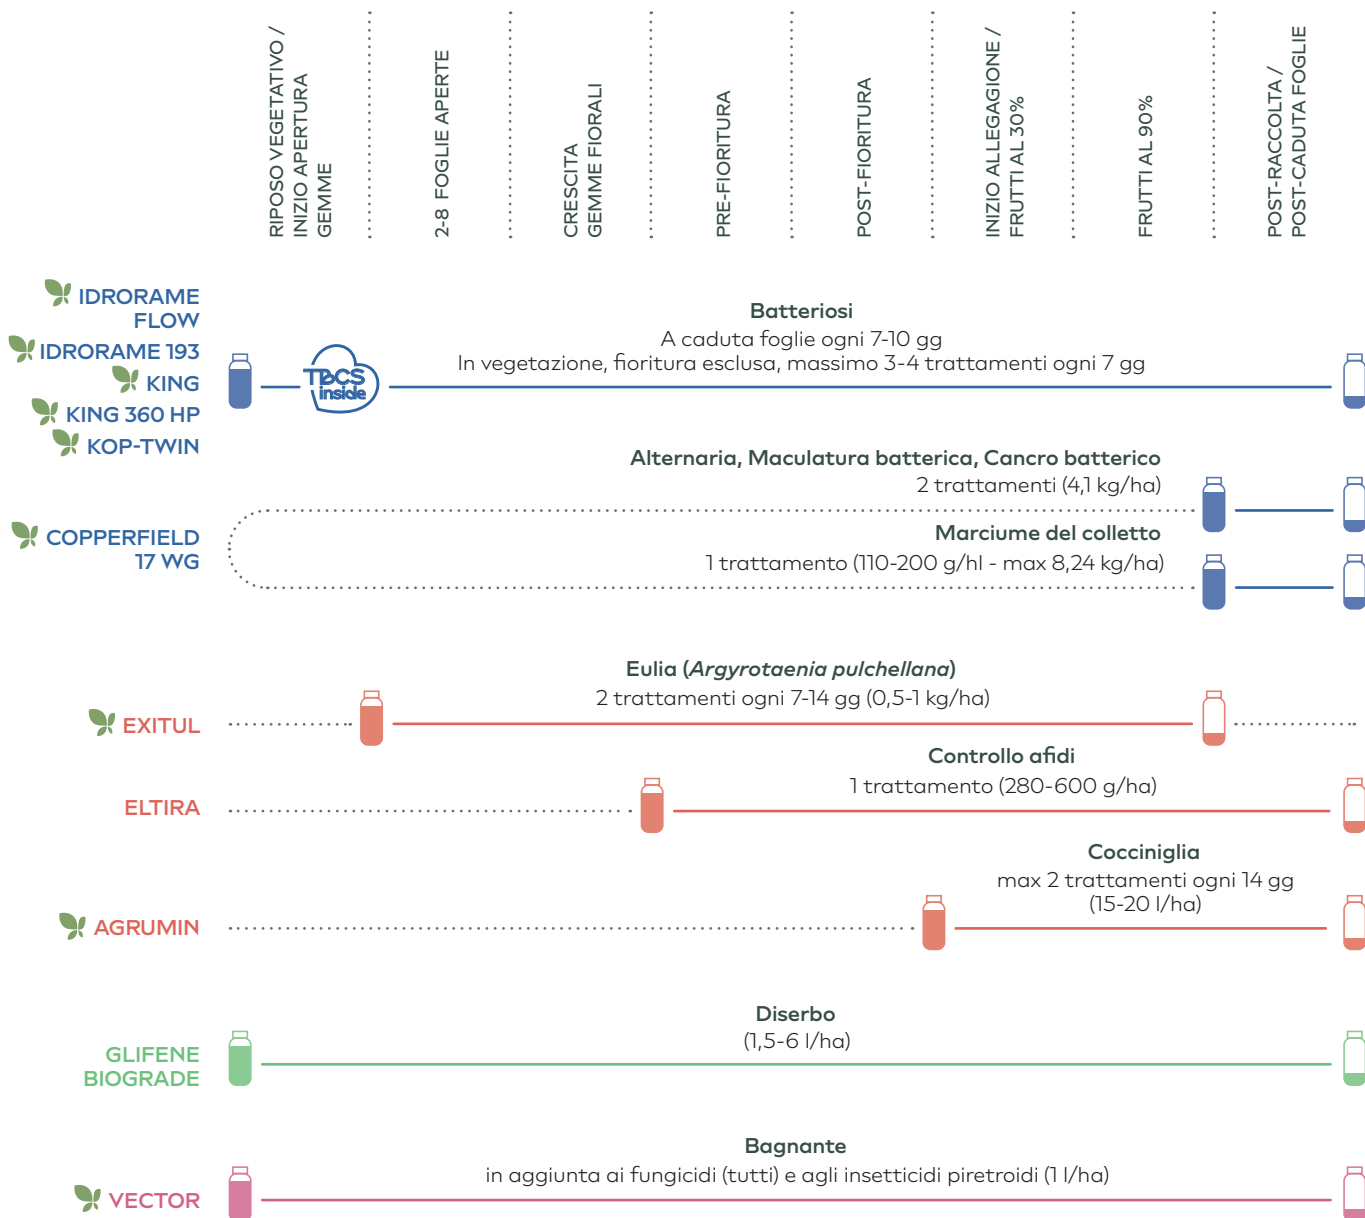 RIPOSO VEGETATIVO /
INIZIO APERTURA
GEMME
2-8 FOGLIE APERTE
CRESCITA
GEMME FIORALI
PRE-FIORITURA
POST-FIORITURA
INIZIO ALLEGAGIONE /
FRUTTI AL 30%
FRUTTI AL 90%
POST-RACCOLTA /
POST-CADUTA FOGLIE
IDRORAME
FLOW
IDRORAME 193
KING
KING 360 HP
KOP-TWIN
TBCS
inside
Batteriosi
A caduta foglie ogni 7-10 gg
In vegetazione, fioritura esclusa, massimo 3-4 trattamenti ogni 7 gg
COPPERFIELD
17 WG
Alternaria, Maculatura batterica, Cancro batterico
2 trattamenti (4,1 kg/ha)
Marciume del colletto
1 trattamento (110-200 g/hl - max 8,24 kg/ha)
EXITUL
Eulia (Argyrotaenia pulchellana)
2 trattamenti ogni 7-14 gg (0,5-1 kg/ha)
ELTIRA
Controllo afidi
1 trattamento (280-600 g/ha)
AGRUMIN
Cocciniglia
max 2 trattamenti ogni 14 gg
(15-20 l/ha)
GLIFENE
BIOGRADE
Diserbo
(1,5-6 l/ha)
VECTOR
Bagnante
in aggiunta ai fungicidi (tutti) e agli insetticidi piretroidi (1 l/ha)